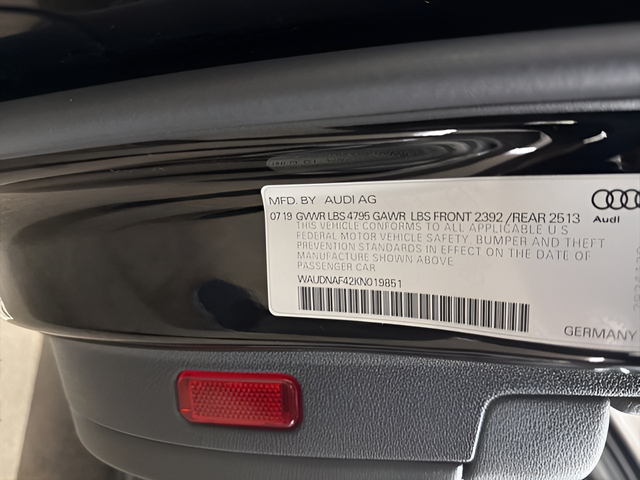 MFD. BY AUDI AG
07 19 GVWR LBS 4795 GAWR LBS FRONT 2392 / REAR 2513
THIS VEHICLE CONFORMS TO ALL APPLICABLE U S
FEDERAL MOTOR VEHICLE SAFETY, BUMPER AND THEFT
PREVENTION STANDARDS IN EFFECT ON THE DATE OF
MANUFACTURE SHOWN ABOVE
PASSENGER CAR
WAUDNAF42KN019851
Audi
GERMANY